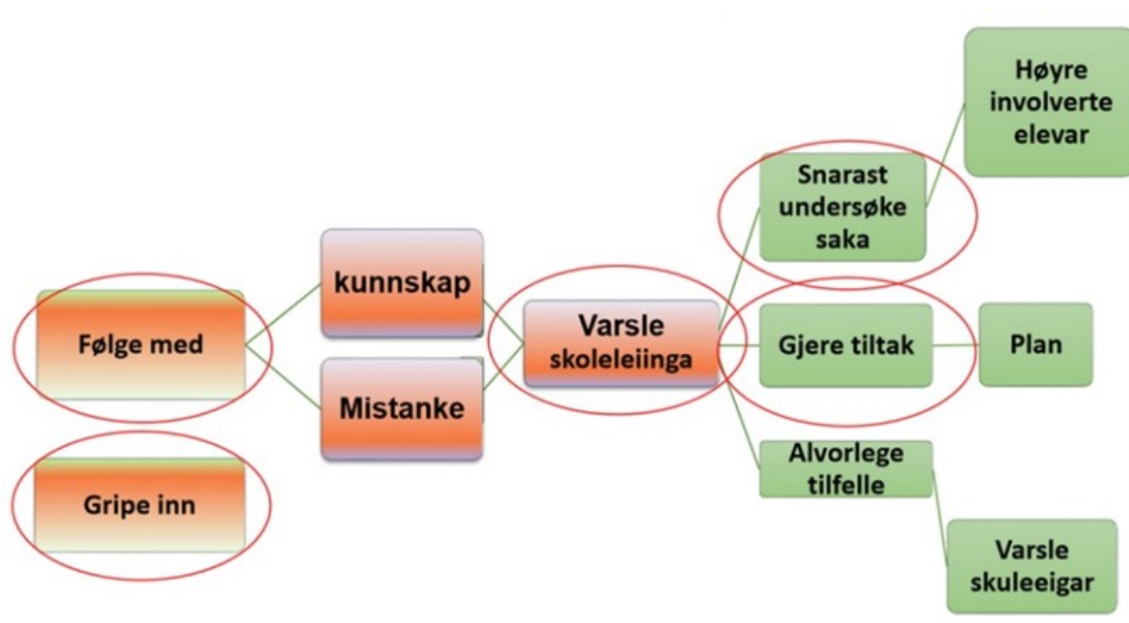 Følge med
Gripe inn
kunnskap
Mistanke
Varsle
skoleleiinga
Snarast
undersøke
saka
Høyre
involverte
elevar
Gjere tiltak
Plan
Alvorlege
tilfelle
Varsle
skuleeigar